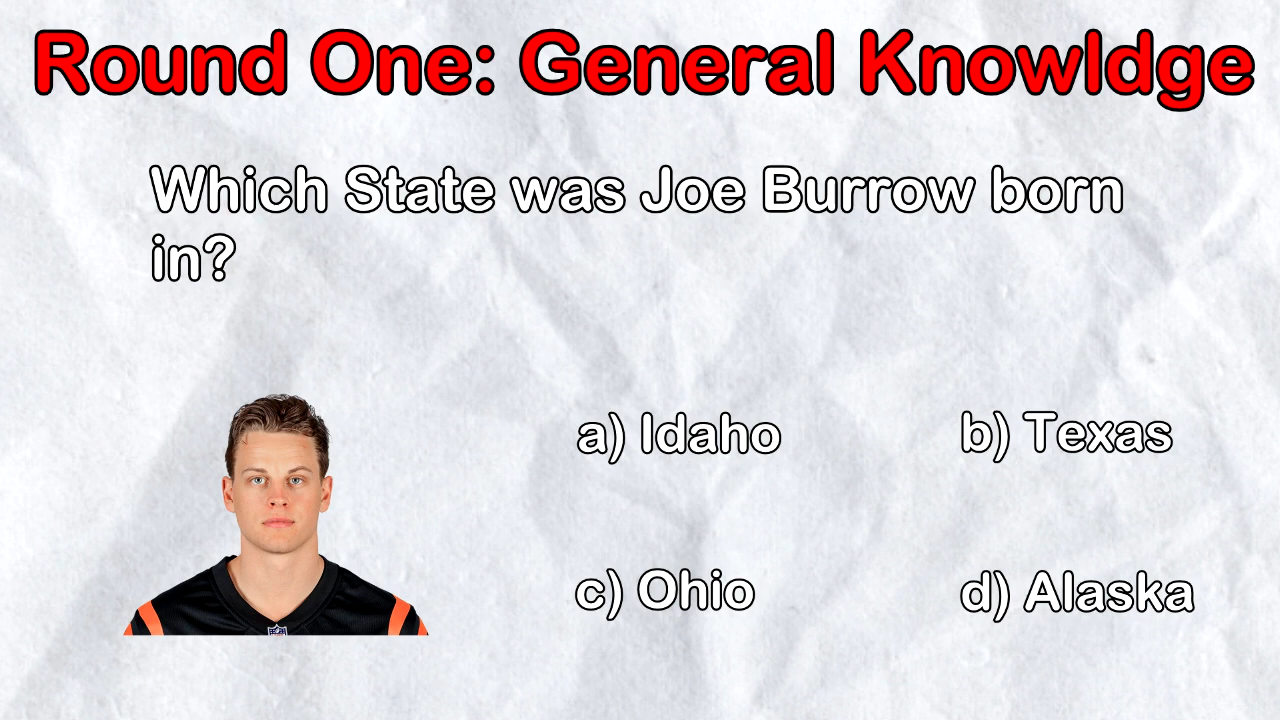 Round One: General Knowldge
Which State was Joe Burrow born
in?
a) Idaho
b) Texas
c) Ohio
d) Alaska